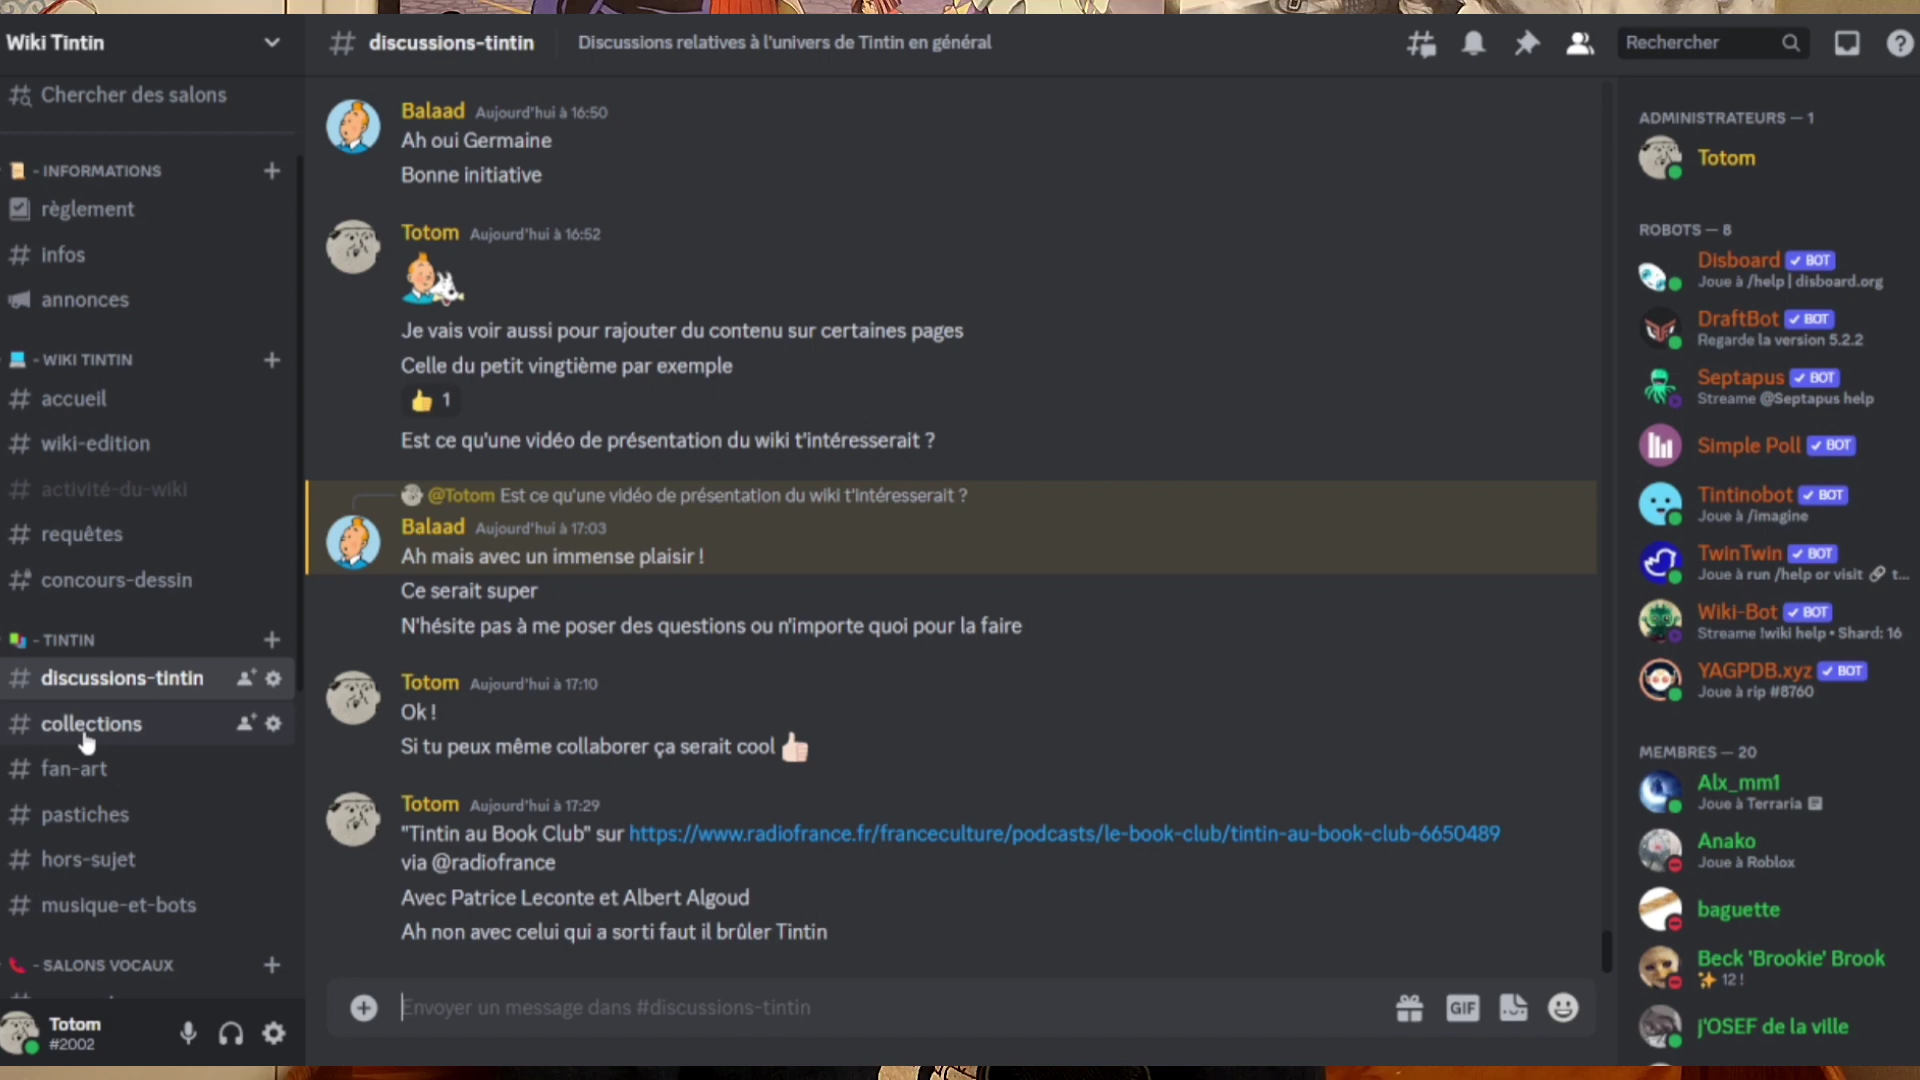 Wiki Tintin
Chercher des salons
- INFORMATIONS
règlement
infos
annonces
- WIKI TINTIN
accueil
wiki-edition
activité-du-wiki
requêtes
concours-dessin
- TINTIN
discussions-tintin
collections
fan-art
pastiches
hors-sujet
musique-et-bots
- SALONS VOCAUX
Totom
#2002
discussions-tintin
Discussions relatives à l'univers de Tintin en général
Rechercher
Balaad Aujourd'hui à 16:50
Ah oui Germaine
Bonne initiative
Totom Aujourd'hui à 16:52
Je vais voir aussi pour rajouter du contenu sur certaines pages
Celle du petit vingtième par exemple
1
Est ce qu'une vidéo de présentation du wiki t'intéresserait ?
@Totom Est ce qu'une vidéo de présentation du wiki t'intéresserait ?
Balaad Aujourd'hui à 17:03
Ah mais avec un immense plaisir !
Ce serait super
N'hésite pas à me poser des questions ou n'importe quoi pour la faire
Totom Aujourd'hui à 17:10
Ok !
Si tu peux même collaborer ça serait cool
Totom Aujourd'hui à 17:29
"Tintin au Book Club" sur https://www.radiofrance.fr/franceculture/podcasts/le-book-club/tintin-au-book-club-6650489
via @radiofrance
Avec Patrice Leconte et Albert Algoud
Ah non avec celui qui a sorti faut il brûler Tintin
Envoyer un message dans #discussions-tintin
GIF
ADMINISTRATEURS — 1
Totom
ROBOTS — 8
Disboard BOT
Joue à /help | disboard.org
DraftBot BOT
Regarde la version 5.2.2
Septapus BOT
Streame @Septapus help
Simple Poll BOT
Tintinobot BOT
Joue à /imagine
TwinTwin BOT
Joue à run /help or visit t...
Wiki-Bot BOT
Streame !wiki help • Shard: 16
YAGPDB.xyz BOT
Joue à rip #8760
MEMBRES — 20
Alx_mm1
Joue à Terraria
Anako
Joue à Roblox
baguette
Beck 'Brookie' Brook
12 !
j'OSEF de la ville